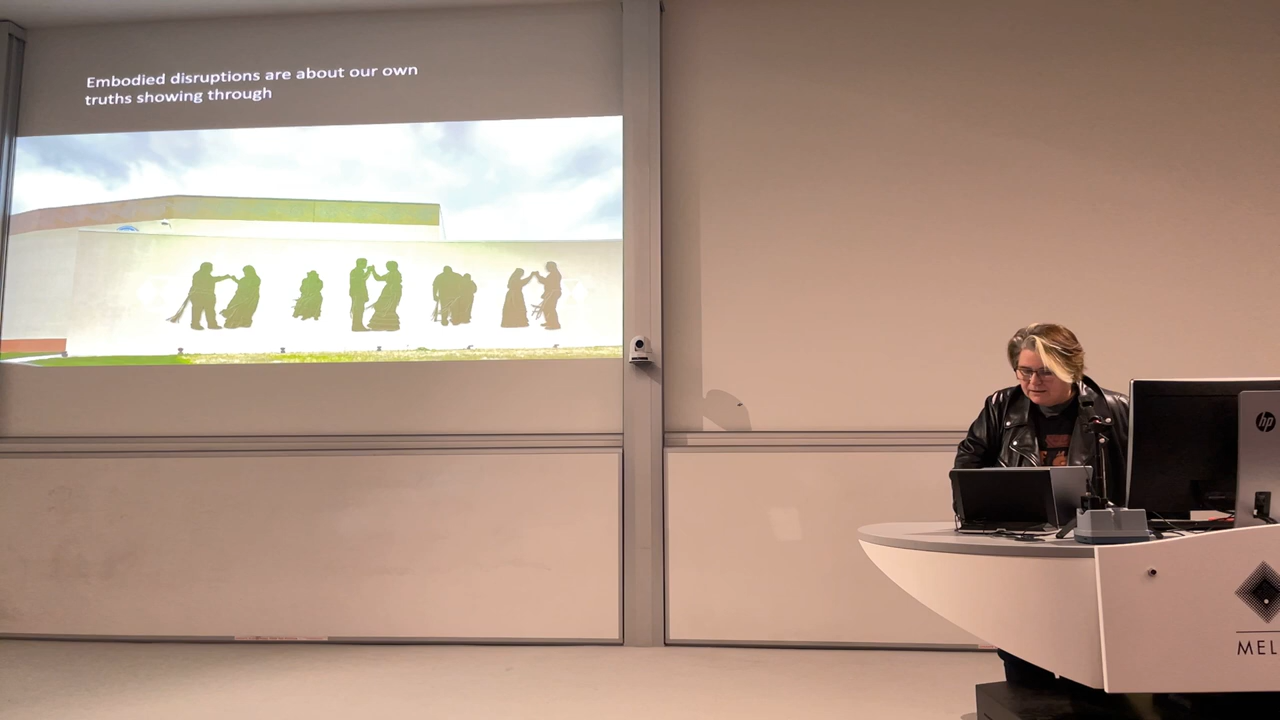 Embodied disruptions are about our own
truths showing through
hp
MEL